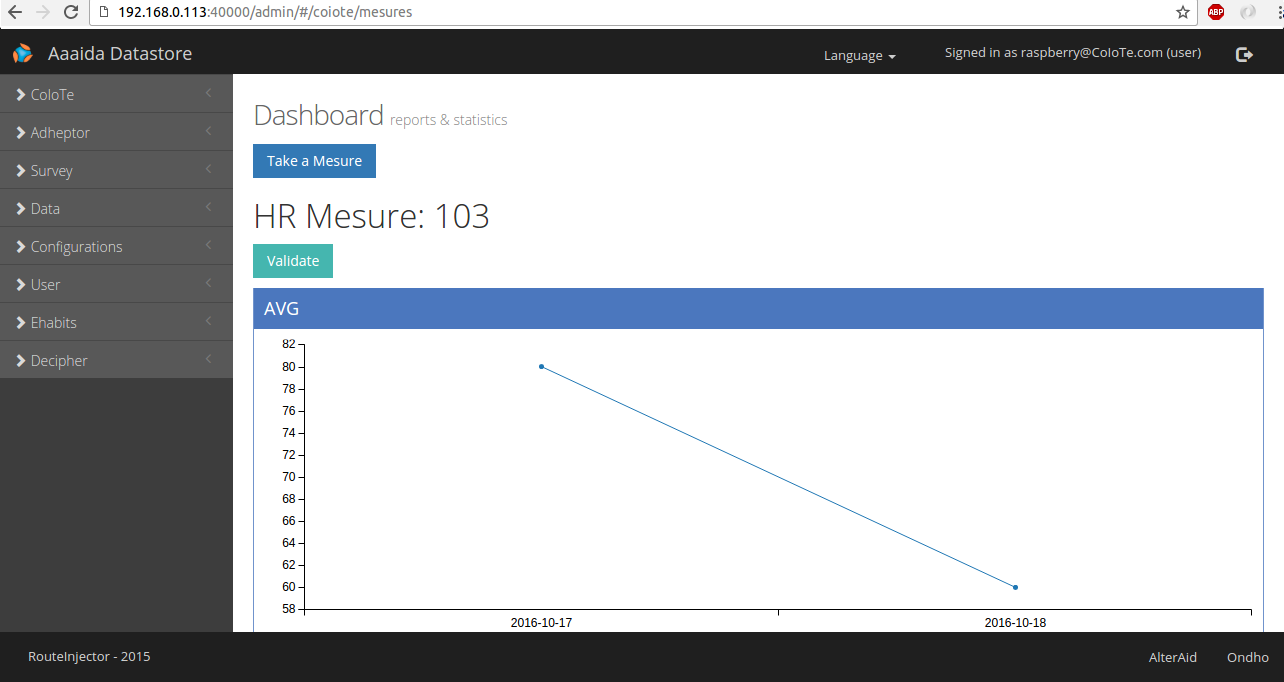 192.168.0.113:40000/admin/#/coiote/mesures
ABP
Aaaida Datastore
Language
Signed in as raspberry@CoIoTe.com (user)
CoIoTe
Adheptor
Survey
Data
Configurations
User
Ehabits
Decipher
Dashboard reports & statistics
Take a Mesure
HR Mesure: 103
Validate
AVG
82
80
78
76
74
72
70
68
66
64
62
60
58
2016-10-17
2016-10-18
RouteInjector - 2015
AlterAid
Ondho